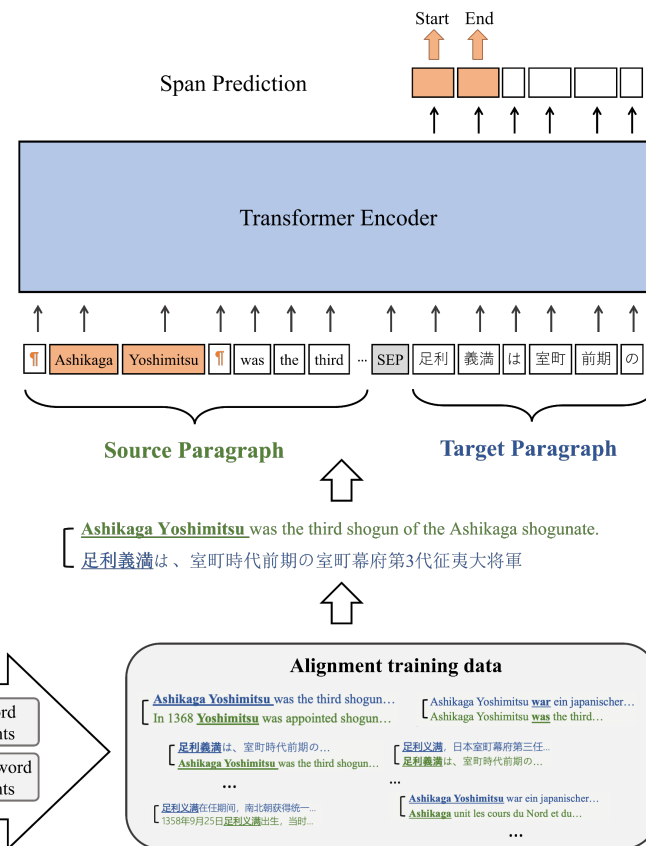 Start End
Span Prediction
Transformer Encoder
¶ Ashikaga Yoshimitsu ¶ was the third ... SEP 足利 義満 は 室町 前期 の
Source Paragraph Target Paragraph
Ashikaga Yoshimitsu was the third shogun of the Ashikaga shogunate.
足利義満は、室町時代前期の室町幕府第3代征夷大将軍
Alignment training data
Ashikaga Yoshimitsu was the third shogun…
In 1368 Yoshimitsu was appointed shogun…
Ashikaga Yoshimitsu war ein japanischer…
Ashikaga Yoshimitsu was the third…
足利義満は、室町時代前期の…
Ashikaga Yoshimitsu was the third shogun…
…
足利义满，日本室町幕府第三任…
足利義満は、室町時代前期の…
…
足利义满在任期间，南北朝获得统一…
1358年9月25日足利义满出生，当时…
Ashikaga Yoshimitsu war ein japanischer…
Ashikaga unit les cours du Nord et du…
…
word